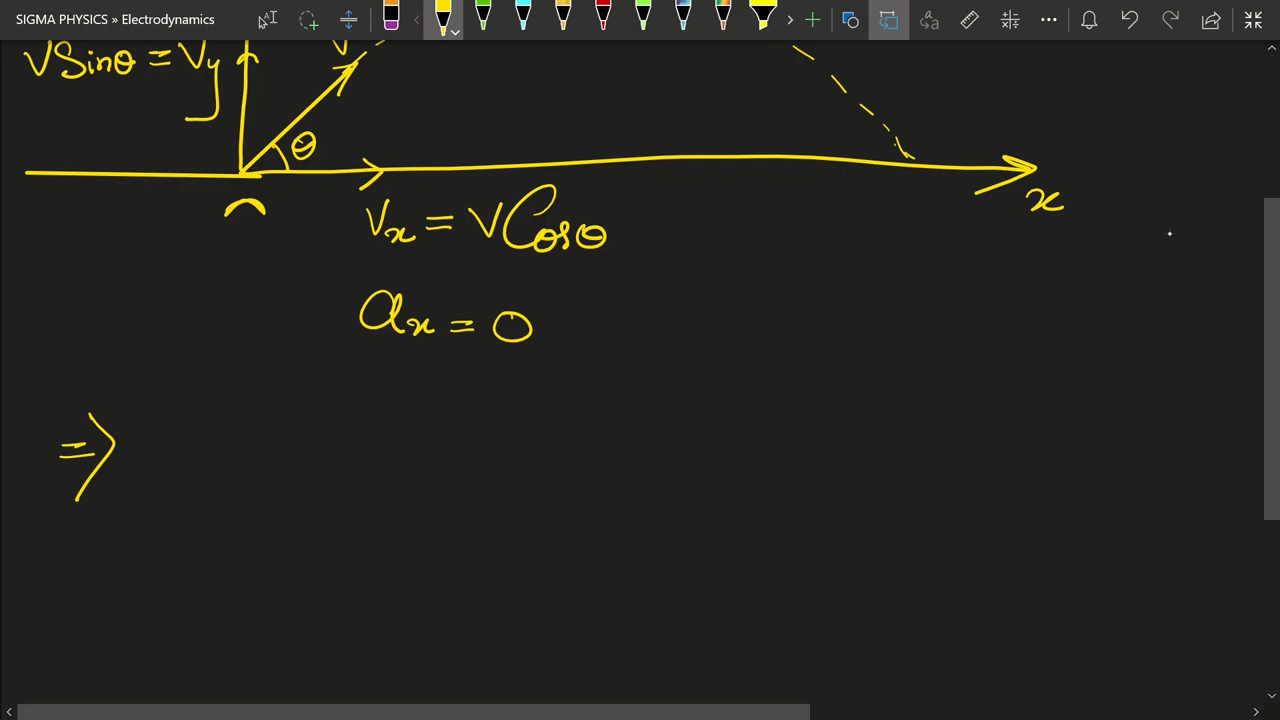 SIGMA PHYSICS » Electrodynamics
VSinθ = Vy
V
θ
x
Vx = VCosθ
ax = 0
=>